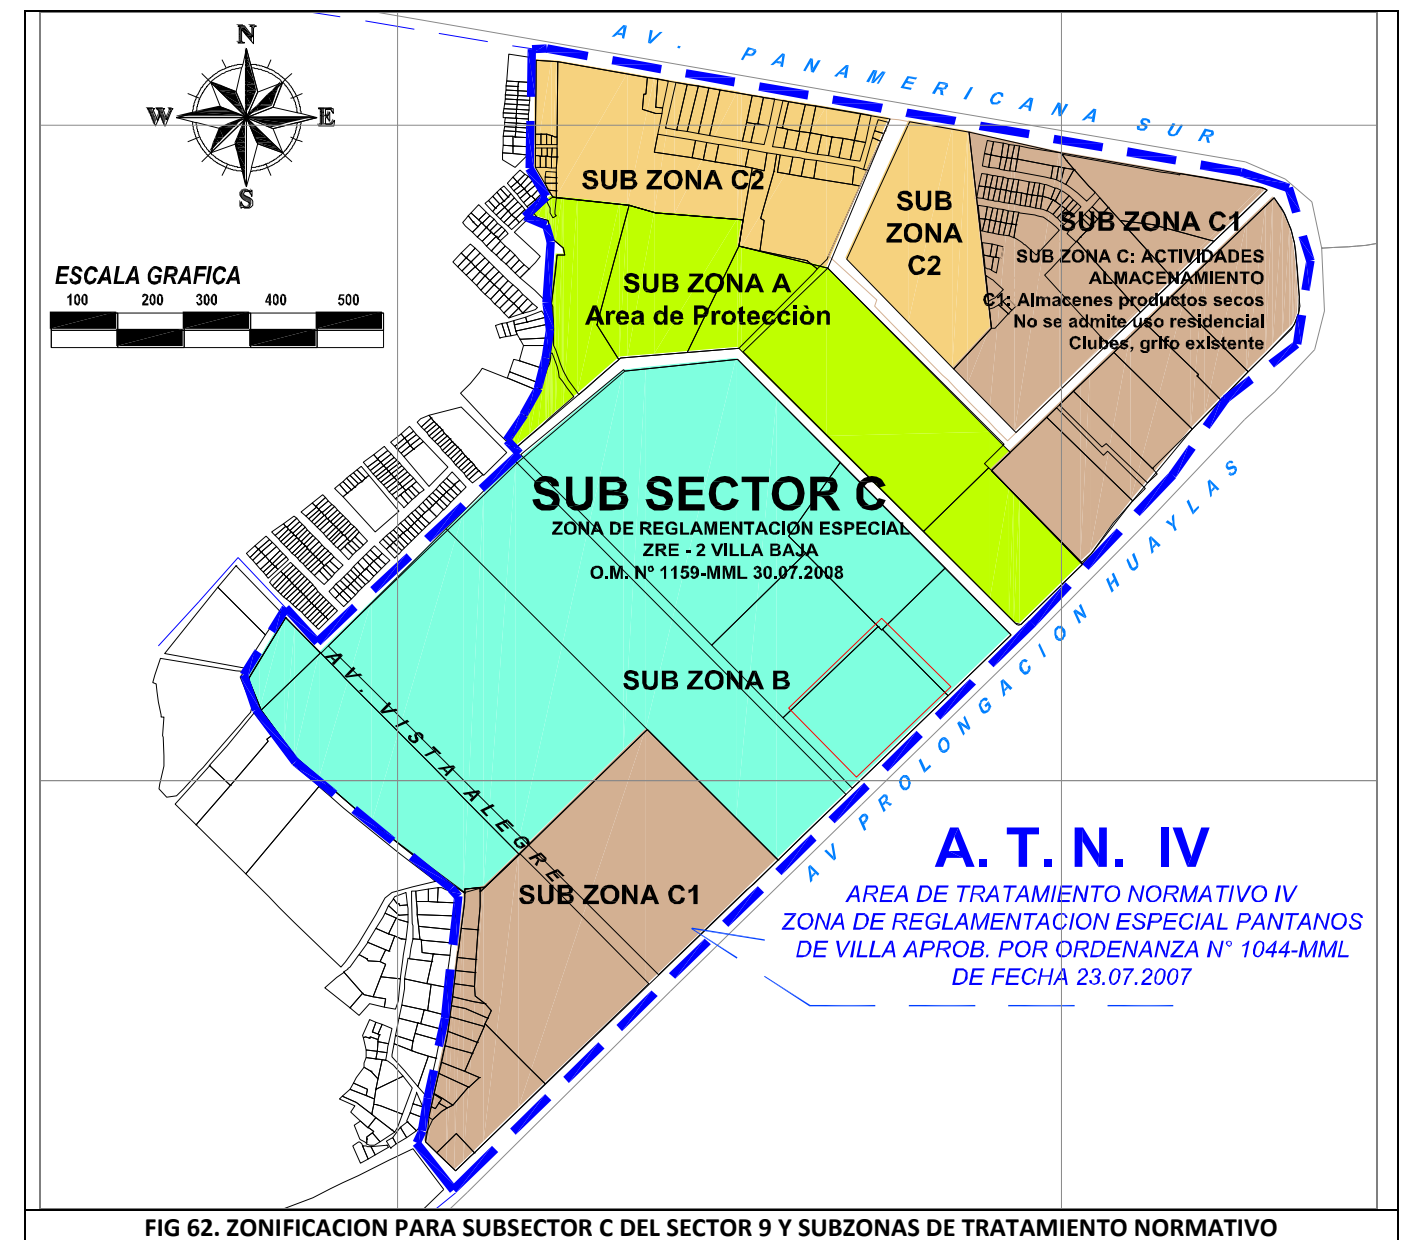 N
W
E
S
AV. PANAMERICANA SUR
SUB ZONA C2
SUB
ZONA
C2
SUB ZONA C1
SUB ZONA C: ACTIVIDADES
ALMACENAMIENTO
C1: Almacenes productos secos
No se admite uso residencial
Clubes, grifo existente
ESCALA GRAFICA
100 200 300 400 500
SUB ZONA A
Area de Protecciòn
SUB SECTOR C
ZONA DE REGLAMENTACION ESPECIAL
ZRE - 2 VILLA BAJA
O.M. Nº 1159-MML 30.07.2008
AV PROLONGACION HUAYLAS
SUB ZONA B
AV. VISTA ALEGRE
SUB ZONA C1
A. T. N. IV
AREA DE TRATAMIENTO NORMATIVO IV
ZONA DE REGLAMENTACION ESPECIAL PANTANOS
DE VILLA APROB. POR ORDENANZA N° 1044-MML
DE FECHA 23.07.2007
FIG 62. ZONIFICACION PARA SUBSECTOR C DEL SECTOR 9 Y SUBZONAS DE TRATAMIENTO NORMATIVO